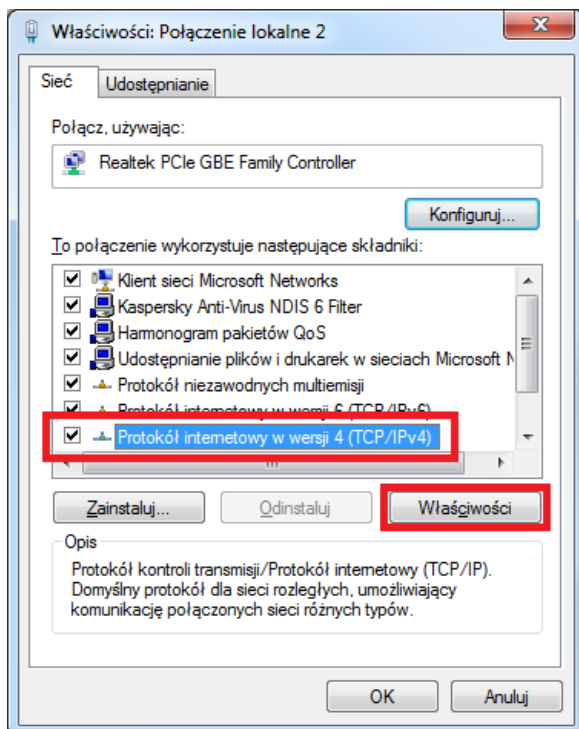 Właściwości: Połączenie lokalne 2
Sieć
Udostępnianie
Połącz, używając:
Realtek PCIe GBE Family Controller
Konfiguruj...
To połączenie wykorzystuje następujące składniki:
Klient sieci Microsoft Networks
Kaspersky Anti-Virus NDIS 6 Filter
Harmonogram pakietów QoS
Udostępnianie plików i drukarek w sieciach Microsoft N
Protokół niezawodnych multiemisji
Protokół internetowy w wersji 6 (TCP/IPv6)
Protokół internetowy w wersji 4 (TCP/IPv4)
Zainstaluj...
Odinstaluj
Właściwości
Opis
Protokół kontroli transmisji/Protokół internetowy (TCP/IP).
Domyślny protokół dla sieci rozległych, umożliwiający
komunikację połączonych sieci różnych typów.
OK
Anuluj